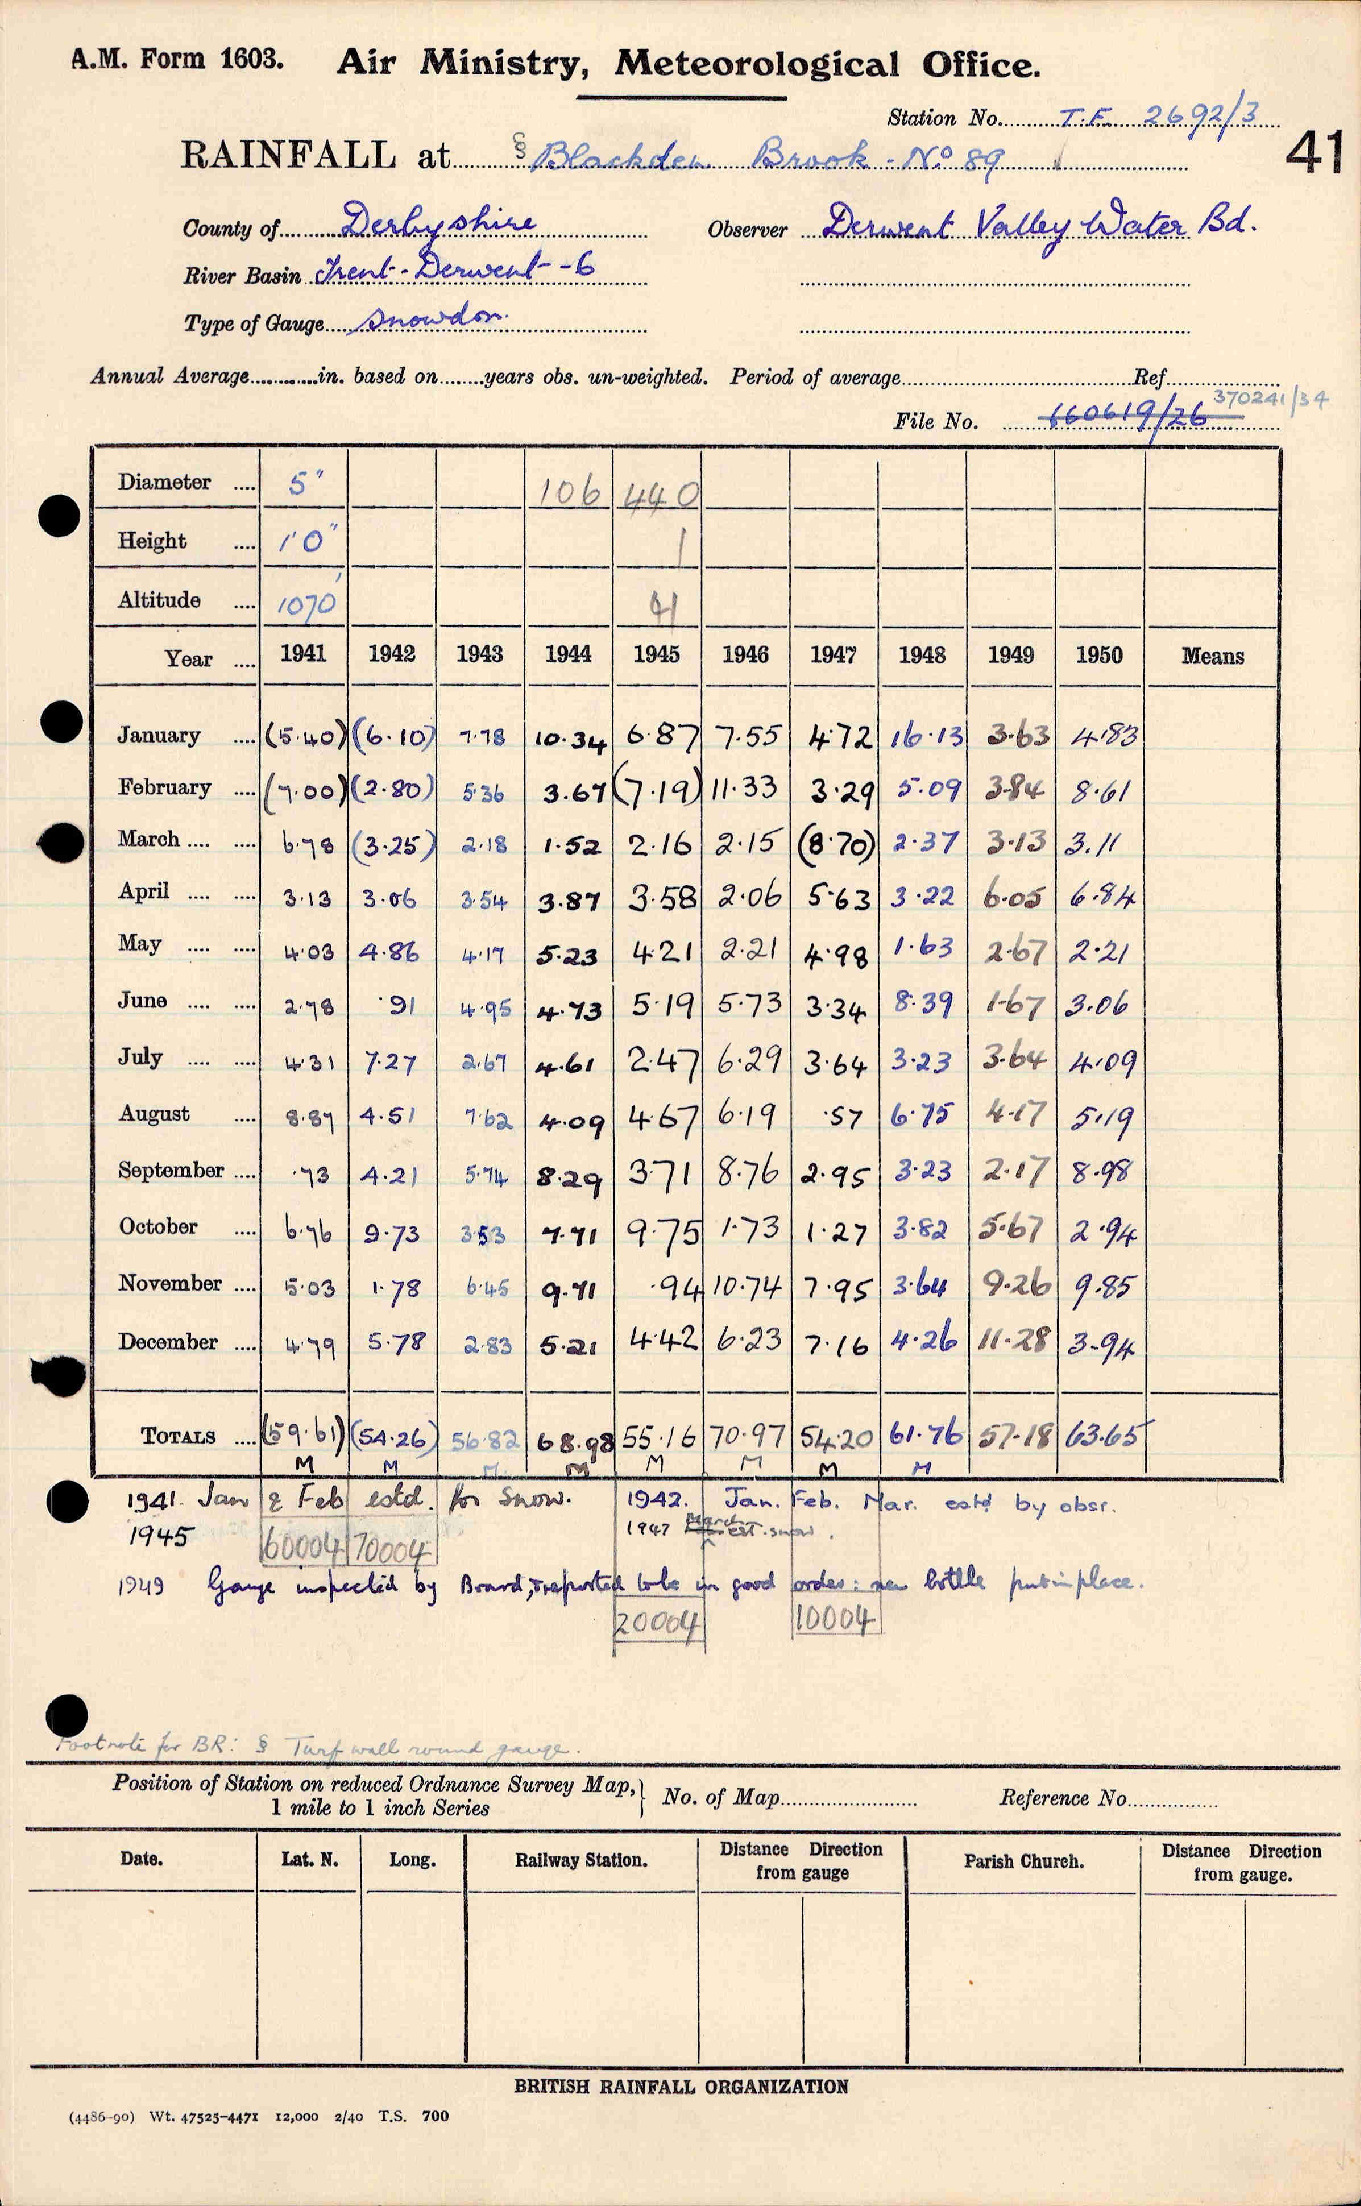 A.M. Form 1603. Air Ministry, Meteorological Office.
Station No. T.F. 2692/3
RAINFALL at § Blackden Brook - No 89 41
County of Derbyshire Observer Derwent Valley Water Bd.
River Basin Trent - Derwent - 6
Type of Gauge Snowdon.
Annual Average............in. based on........years obs. un-weighted. Period of average........ Ref........
370241/34
File No. 160619/26
Diameter .... 5" 106 440
Height .... 1'0" 1
Altitude .... 1070' 41
Year .... 1941 1942 1943 1944 1945 1946 1947 1948 1949 1950 Means
January .... (5.40) (6.10) 7.78 10.34 6.87 7.55 4.72 16.13 3.63 4.83
February .... (7.00) (2.80) 5.36 3.67 (7.19) 11.33 3.29 5.09 3.84 8.61
March .... .... 6.78 (3.25) 2.18 1.52 2.16 2.15 (8.70) 2.37 3.13 3.11
April .... .... 3.13 3.06 3.54 3.87 3.58 2.06 5.63 3.22 6.05 6.84
May .... .... 4.03 4.86 4.17 5.23 4.21 2.21 4.98 1.63 2.67 2.21
June .... .... 2.78 .91 4.95 4.73 5.19 5.73 3.34 8.39 1.67 3.06
July .... .... 4.31 7.27 2.67 4.61 2.47 6.29 3.64 3.23 3.64 4.09
August .... 8.87 4.51 7.62 4.09 4.67 6.19 .57 6.75 4.17 5.19
September .... .73 4.21 5.74 8.29 3.71 8.76 2.95 3.23 2.17 8.98
October .... 6.76 9.73 3.53 7.71 9.75 1.73 1.27 3.82 5.67 2.94
November .... 5.03 1.78 6.45 9.71 .94 10.74 7.95 3.64 9.26 9.85
December .... 4.79 5.78 2.83 5.21 4.42 6.23 7.16 4.26 11.28 3.94
TOTALS .... (59.61) (54.26) 56.82 68.98 55.16 70.97 54.20 61.76 57.18 63.65
M M M M M M M M
1941. Jan & Feb estd. for snow. 1942. Jan. Feb. Mar. estd by obsr.
1945 60004 70004 1947 March est. snow.
1949 Gauge inspected by Board; reported to be in good order: new bottle put in place.
20004 10004
Footnote for BR: § Turf wall round gauge.
Position of Station on reduced Ordnance Survey Map, } No. of Map........ Reference No........
1 mile to 1 inch Series
Date. Lat. N. Long. Railway Station. Distance Direction from gauge Parish Church. Distance Direction from gauge.
BRITISH RAINFALL ORGANIZATION
(4486-90) Wt. 47525-4471 12,000 2/40 T.S. 700